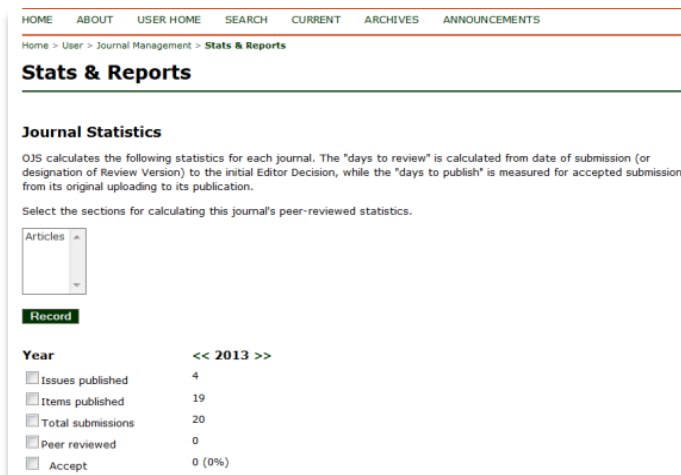 HOME ABOUT USER HOME SEARCH CURRENT ARCHIVES ANNOUNCEMENTS
Home > User > Journal Management > Stats & Reports
Stats & Reports
Journal Statistics
OJS calculates the following statistics for each journal. The "days to review" is calculated from date of submission (or
designation of Review Version) to the initial Editor Decision, while the "days to publish" is measured for accepted submission
from its original uploading to its publication.
Select the sections for calculating this journal's peer-reviewed statistics.
Articles
Record
Year << 2013 >>
Issues published 4
Items published 19
Total submissions 20
Peer reviewed 0
Accept 0 (0%)